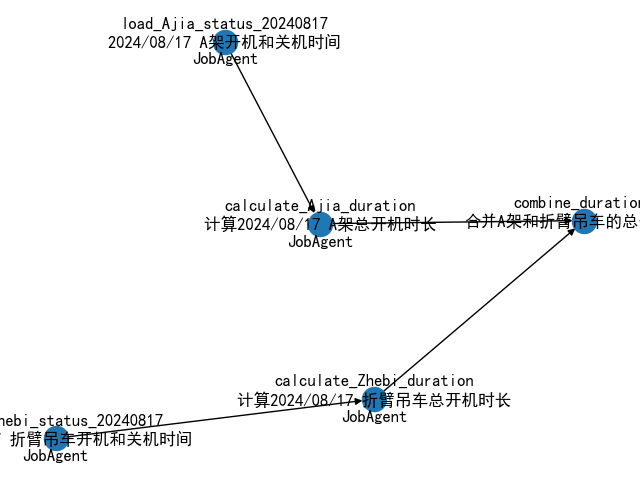 load_Ajia_status_20240817
2024/08/17 A架开机和关机时间
JobAgent
calculate_Ajia_duration
计算2024/08/17 A架总开机时长
JobAgent
combine_duration
合并A架和折臂吊车的总
calculate_Zhebi_duration
计算2024/08/17 折臂吊车总开机时长
JobAgent
hebi_status_20240817
折臂吊车开机和关机时间
JobAgent